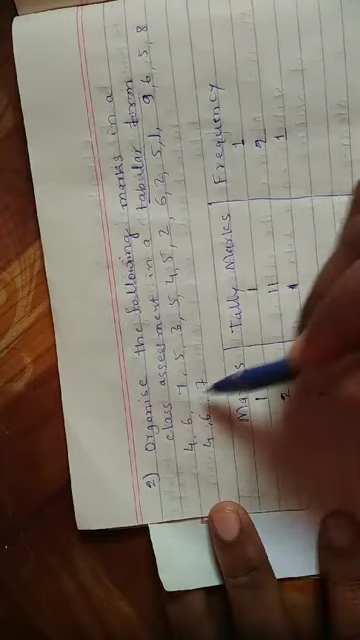 2) Organise the following marks in a
class assessment in a tabular form
4, 6, 7, 5, 3, 5, 4, 5, 2, 6, 2, 5, 1, 9, 6, 5, 8
4, 6, 7
Tally Marks Frequency
1 | 1
2 || 2
| 1